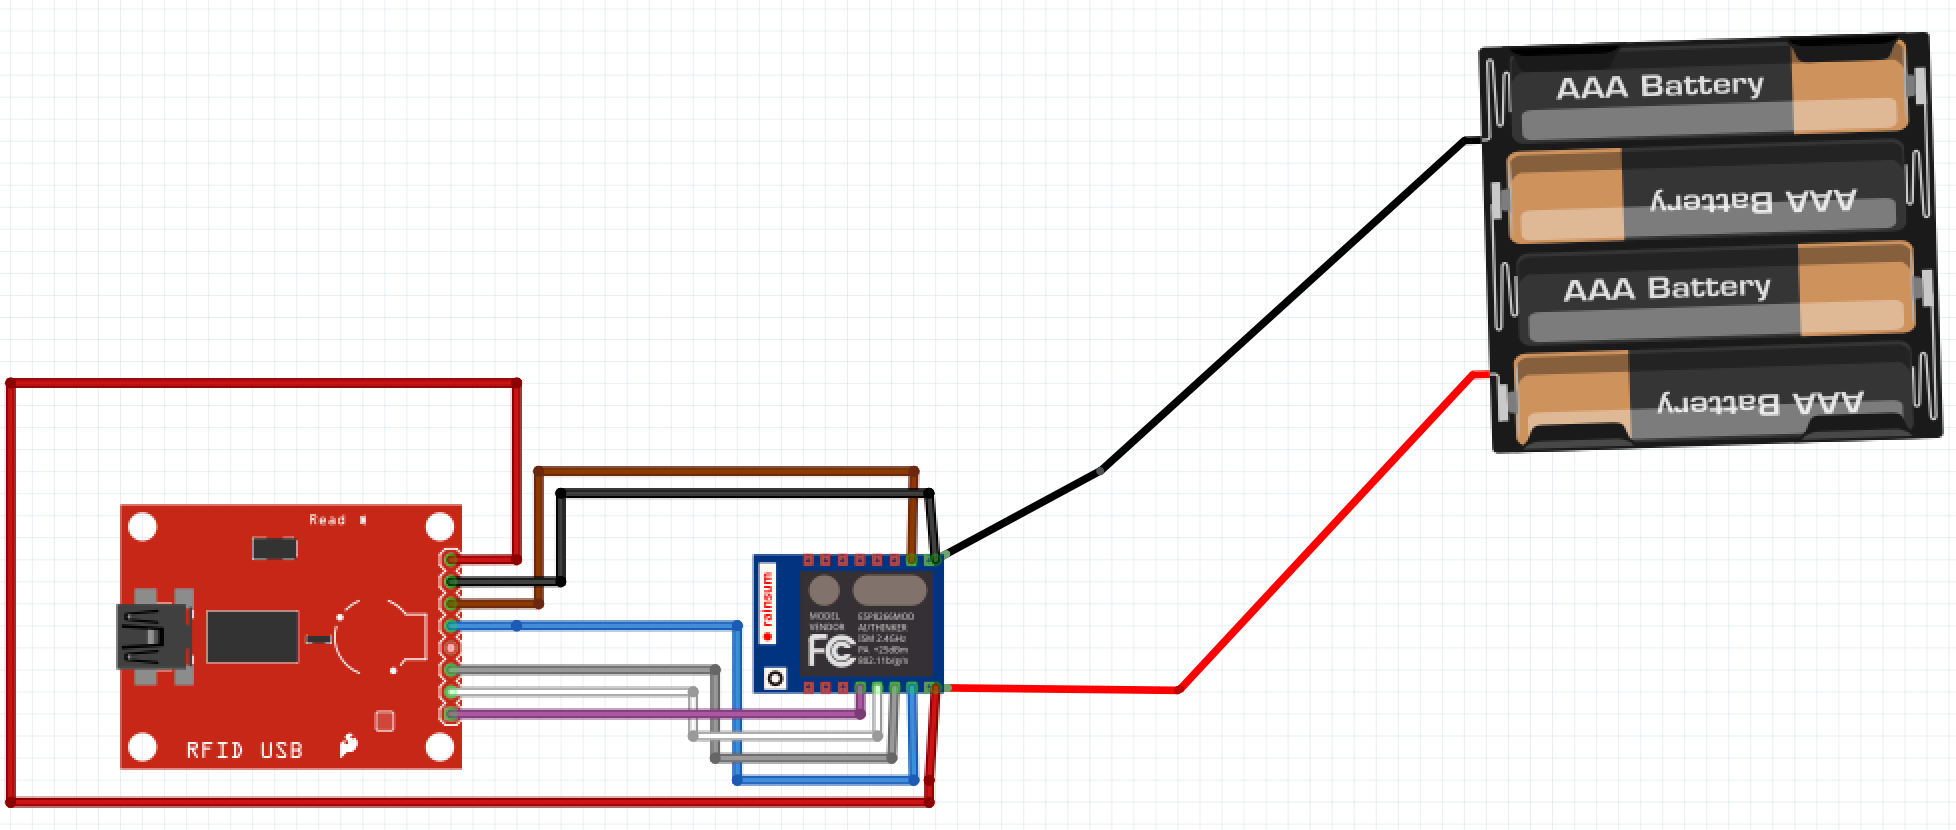 AAA Battery
AAA Battery
AAA Battery
AAA Battery
Read
rainsun
MODEL
VENDOR
ESP8266MOD
AI/THINKER
ISM 2.4GHz
PA +25dBm
802.11b/g/n
FC
RFID USB